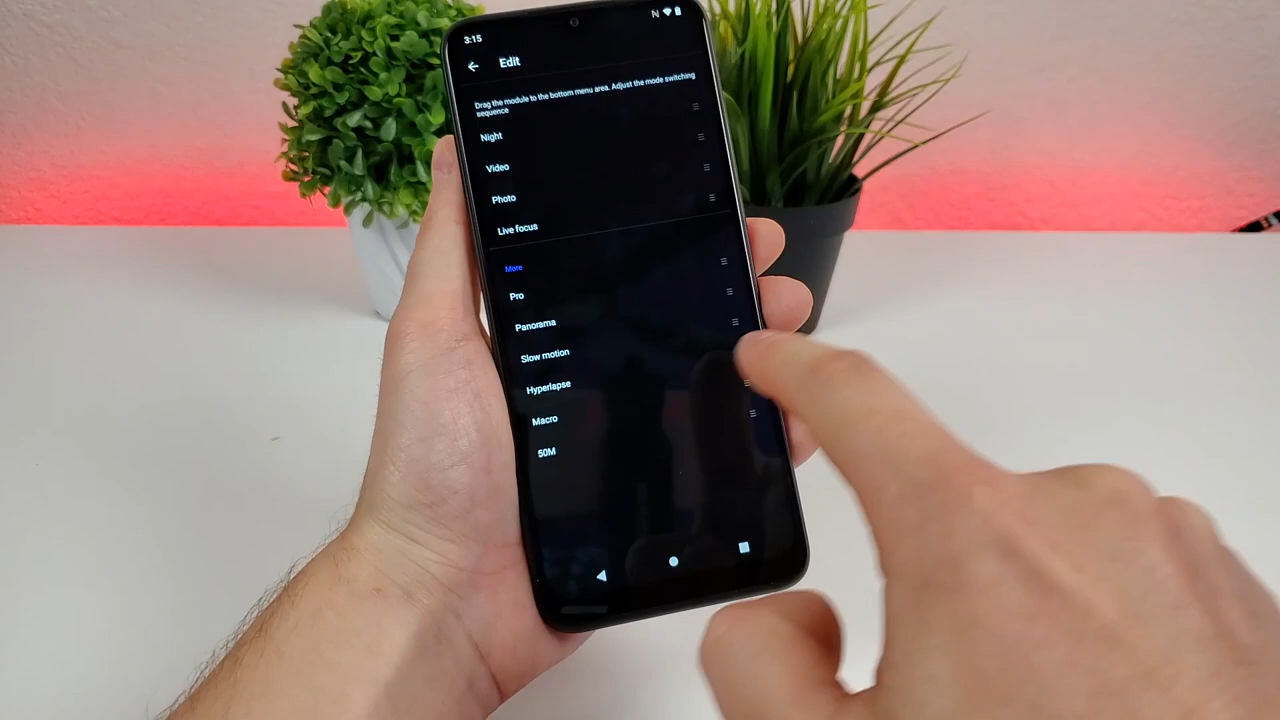 3:15
N
Edit
Drag the module to the bottom menu area. Adjust the mode switching
sequence
Night
Video
Photo
Live focus
More
Pro
Panorama
Slow motion
Hyperlapse
Macro
50M